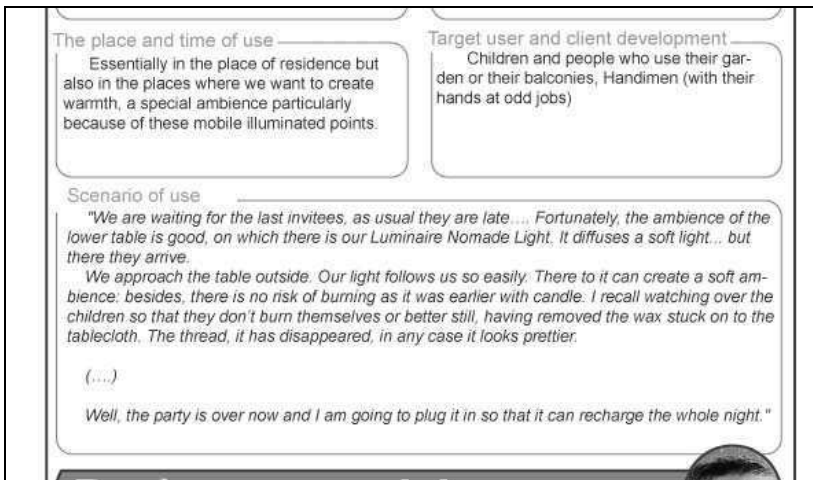 The place and time of use
Essentially in the place of residence but
also in the places where we want to create
warmth, a special ambience particularly
because of these mobile illuminated points.
Target user and client development
Children and people who use their gar-
den or their balconies, Handimen (with their
hands at odd jobs)
Scenario of use
"We are waiting for the last invitees, as usual they are late.... Fortunately, the ambience of the
lower table is good, on which there is our Luminaire Nomade Light. It diffuses a soft light... but
there they arrive.
We approach the table outside. Our light follows us so easily. There to it can create a soft am-
bience: besides, there is no risk of burning as it was earlier with candle. I recall watching over the
children so that they don't burn themselves or better still, having removed the wax stuck on to the
tablecloth. The thread, it has disappeared, in any case it looks prettier.
(....)
Well, the party is over now and I am going to plug it in so that it can recharge the whole night."